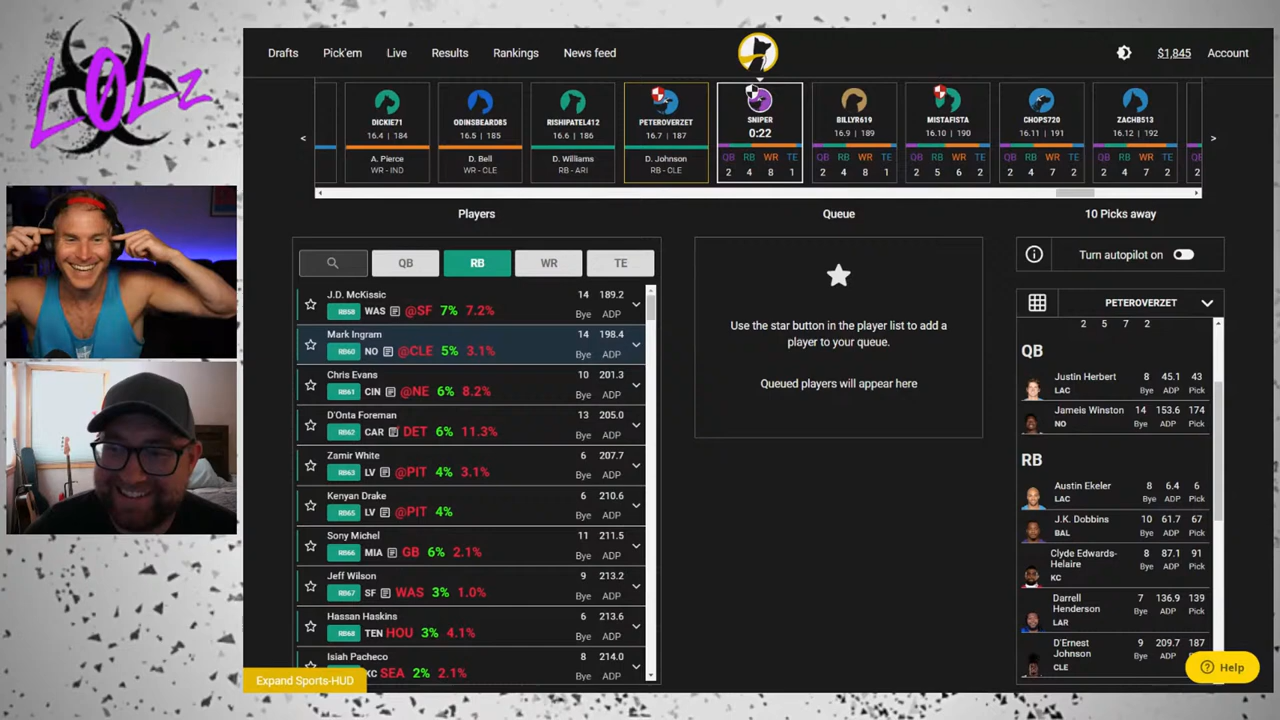 LOLz
Drafts Pick'em Live Results Rankings News feed $1,845 Account
DICKIE71 ODINSBEARD85 RISHIPATEL412 PETEROVERZET SNIPER BILLYR619 MISTAFISTA CHOPS720 ZACHB513
16.4 | 184 16.5 | 185 16.6 | 186 16.7 | 187 0:22 16.9 | 189 16.10 | 190 16.11 | 191 16.12 | 192
A. Pierce D. Bell D. Williams D. Johnson QB RB WR TE QB RB WR TE QB RB WR TE QB RB WR TE QB RB WR TE
WR - IND WR - CLE RB - ARI RB - CLE 2 4 8 1 2 4 8 1 2 5 6 2 2 4 7 2 2 4 7 2 2
Players Queue 10 Picks away
QB RB WR TE
Turn autopilot on
J.D. McKissic 14 189.2
RB58 WAS @SF 7% 7.2% Bye ADP
Mark Ingram 14 198.4
RB60 NO @CLE 5% 3.1% Bye ADP
Chris Evans 10 201.3
RB61 CIN @NE 6% 8.2% Bye ADP
D'Onta Foreman 13 205.0
RB62 CAR DET 6% 11.3% Bye ADP
Zamir White 6 207.7
RB63 LV @PIT 4% 3.1% Bye ADP
Kenyan Drake 6 210.6
RB65 LV @PIT 4% Bye ADP
Sony Michel 11 211.5
RB66 MIA GB 6% 2.1% Bye ADP
Jeff Wilson 9 213.2
RB67 SF WAS 3% 1.0% Bye ADP
Hassan Haskins 6 213.6
RB68 TEN HOU 3% 4.1% Bye ADP
Isiah Pacheco 8 214.0
KC SEA 2% 2.1% Bye ADP
Use the star button in the player list to add a
player to your queue.
Queued players will appear here
PETEROVERZET
2 5 7 2
QB
Justin Herbert 8 45.1 43
LAC Bye ADP Pick
Jameis Winston 14 153.6 174
NO Bye ADP Pick
RB
Austin Ekeler 8 6.4 6
LAC Bye ADP Pick
J.K. Dobbins 10 61.7 67
BAL Bye ADP Pick
Clyde Edwards- 8 87.1 91
Helaire Bye ADP Pick
KC
Darrell 7 136.9 139
Henderson Bye ADP Pick
LAR
D'Ernest 9 209.7 187
Johnson Bye ADP Pick
CLE
Help
Expand Sports-HUD